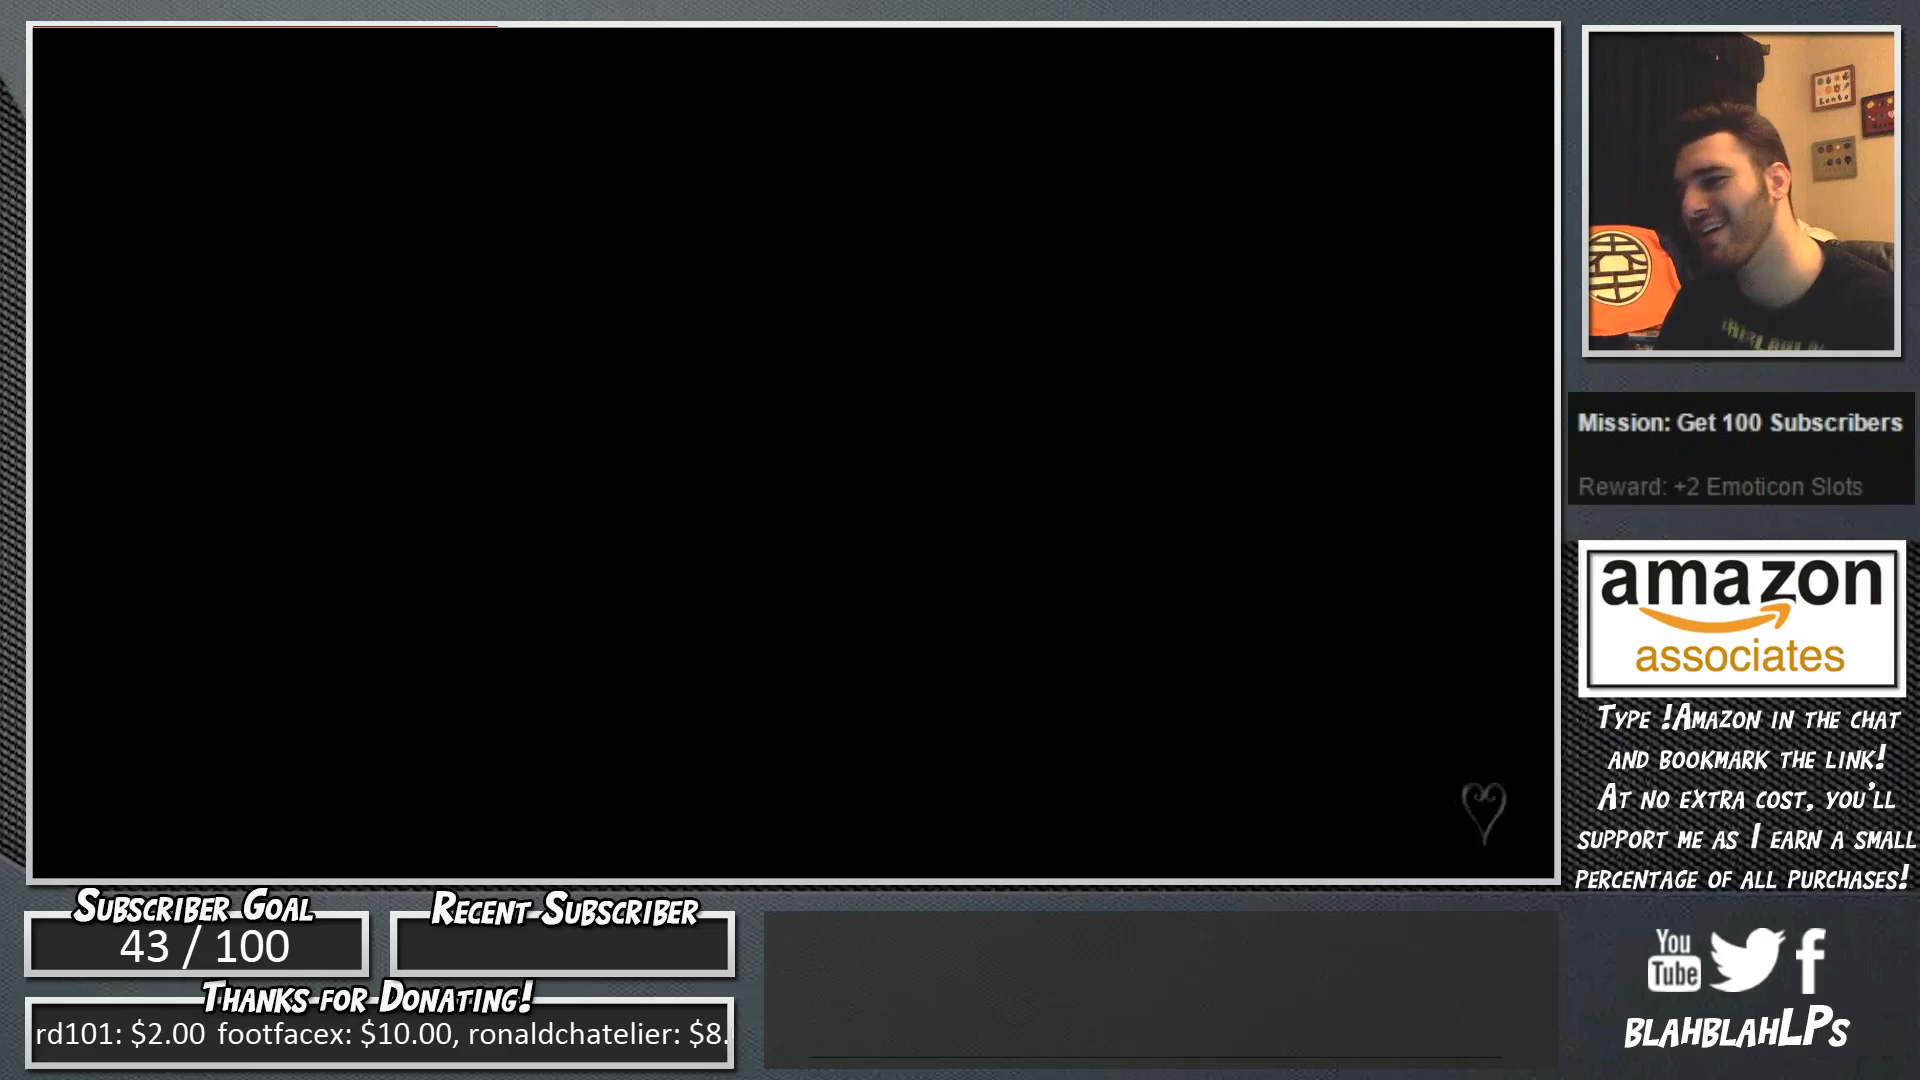 Mission: Get 100 Subscribers
Reward: +2 Emoticon Slots
amazon
associates
Type !Amazon in the chat
and bookmark the link!
At no extra cost, you'll
support me as I earn a small
percentage of all purchases!
Subscriber Goal
43 / 100
Recent Subscriber
Thanks for Donating!
rd101: $2.00 footfacex: $10.00, ronaldchatelier: $8.
You
Tube
blahblahLPs